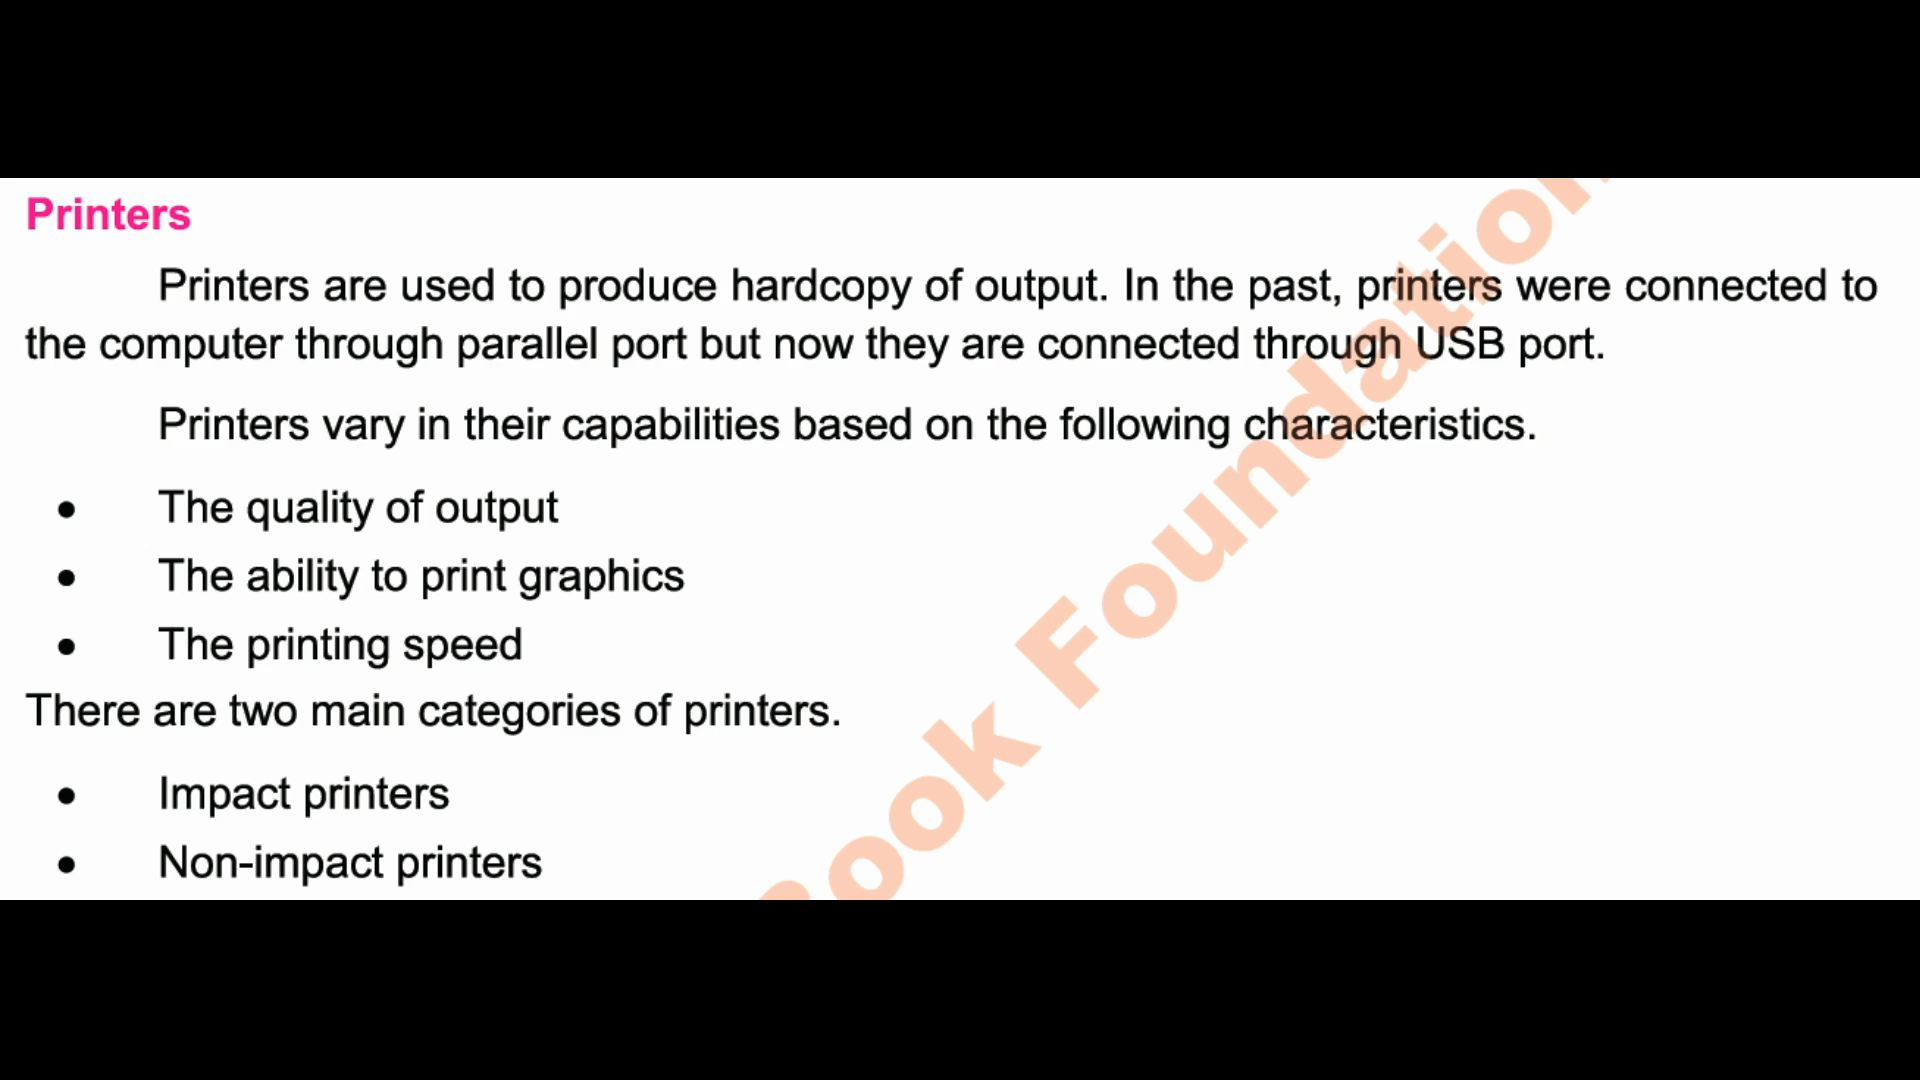 Printers
Printers are used to produce hardcopy of output. In the past, printers were connected to
the computer through parallel port but now they are connected through USB port.
Printers vary in their capabilities based on the following characteristics.
• The quality of output
• The ability to print graphics
• The printing speed
There are two main categories of printers.
• Impact printers
• Non-impact printers
Book Foundation